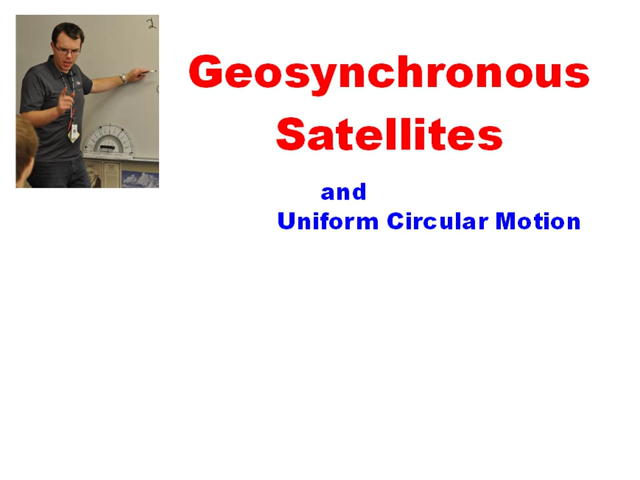 Geosynchronous
Satellites
and
Uniform Circular Motion